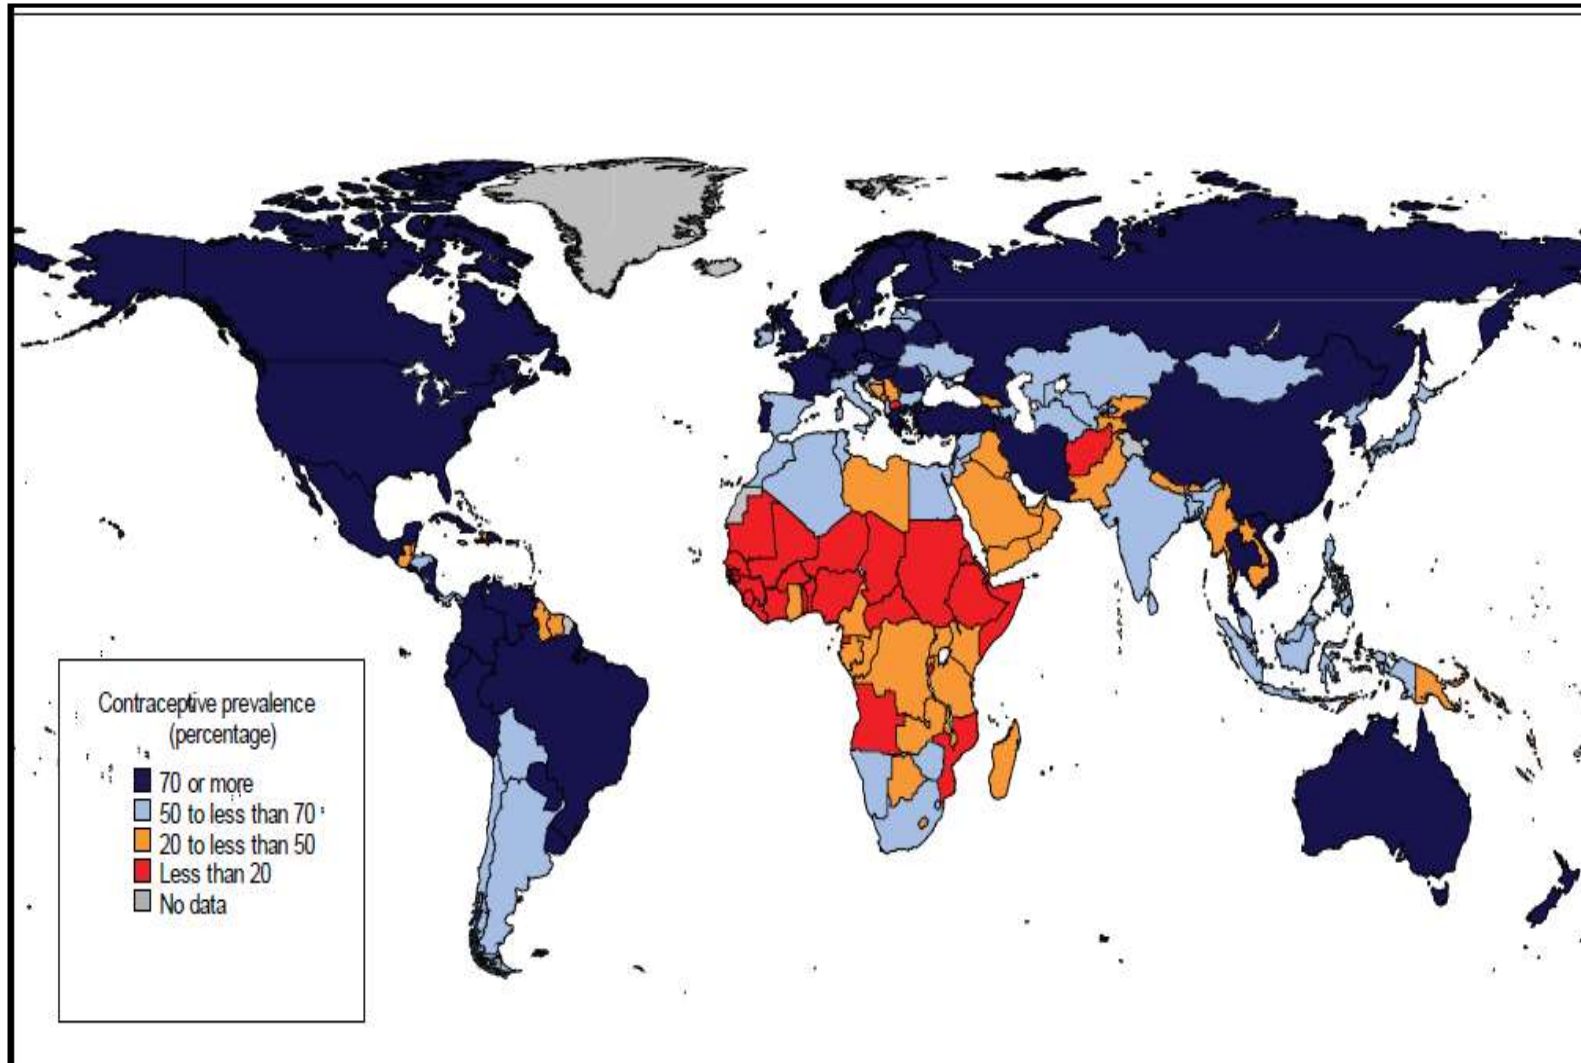 Contraceptive prevalence
(percentage)
70 or more
50 to less than 70
20 to less than 50
Less than 20
No data